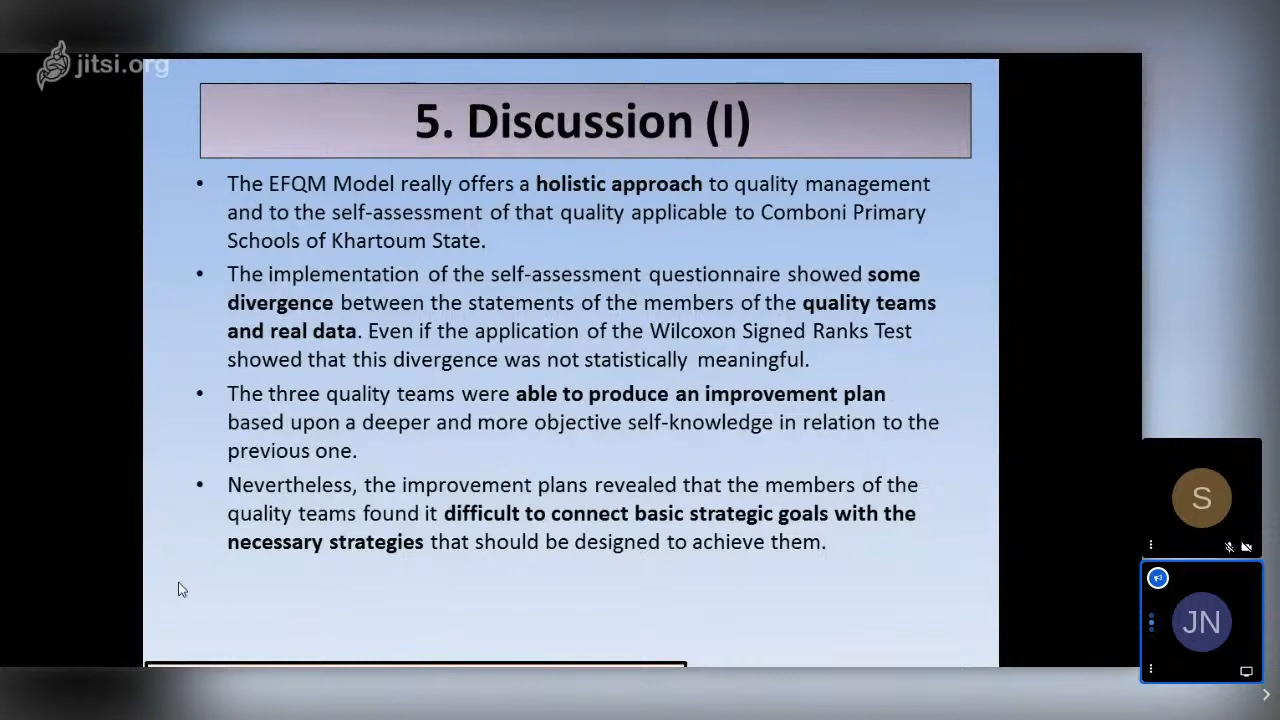 jitsi.org
5. Discussion (I)
• The EFQM Model really offers a holistic approach to quality management
and to the self-assessment of that quality applicable to Comboni Primary
Schools of Khartoum State.
• The implementation of the self-assessment questionnaire showed some
divergence between the statements of the members of the quality teams
and real data. Even if the application of the Wilcoxon Signed Ranks Test
showed that this divergence was not statistically meaningful.
• The three quality teams were able to produce an improvement plan
based upon a deeper and more objective self-knowledge in relation to the
previous one.
• Nevertheless, the improvement plans revealed that the members of the
quality teams found it difficult to connect basic strategic goals with the
necessary strategies that should be designed to achieve them.
S
JN